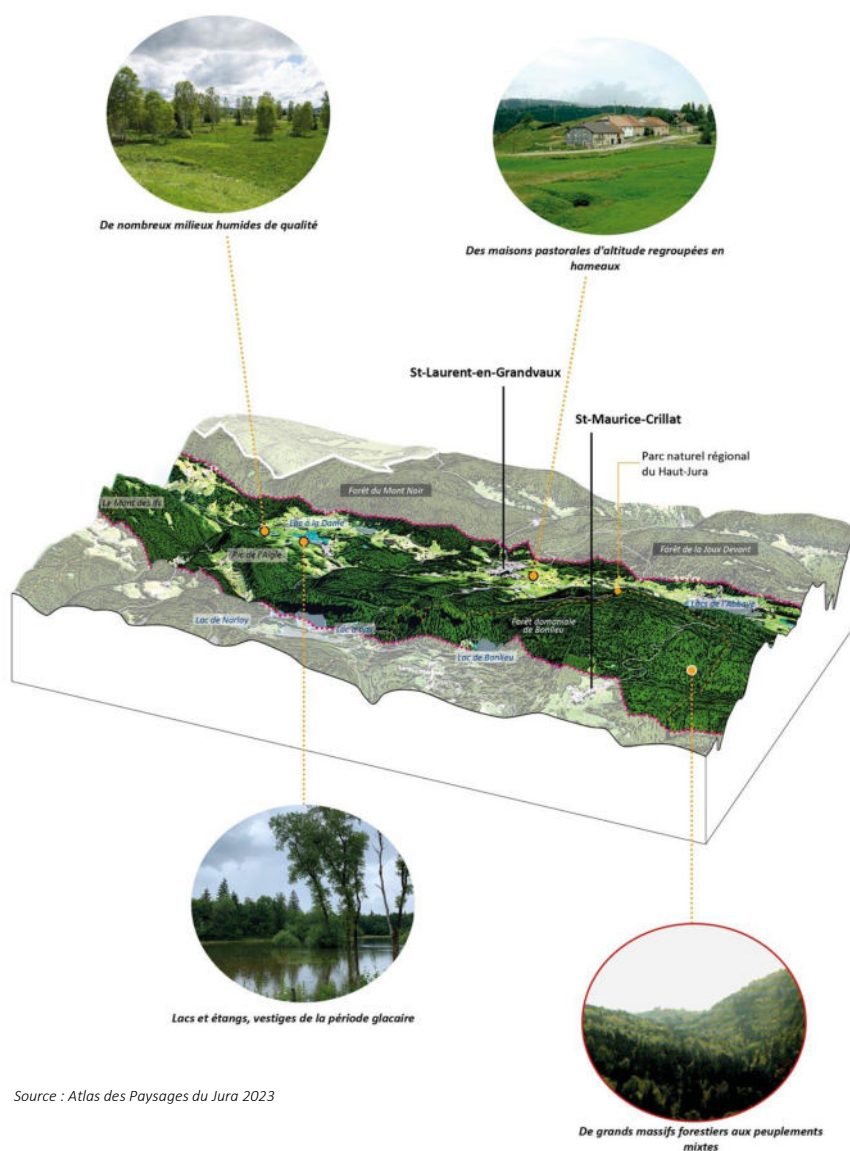 De nombreux milieux humides de qualité
Des maisons pastorales d'altitude regroupées en
hameaux
St-Laurent-en-Grandvaux
St-Maurice-Crillat
Parc naturel régional
du Haut-Jura
Forêt du Mont Noir
Le Mont des Ifs
Lac à la Dame
Pic de l'Aigle
Forêt de la Joux Devant
Lacs de l'Abbaye
Lac de Narlay
Forêt domaniale
de Bonlieu
Lac de Bonlieu
Lacs et étangs, vestiges de la période glacaire
Source : Atlas des Paysages du Jura 2023
De grands massifs forestiers aux peuplements
mixtes